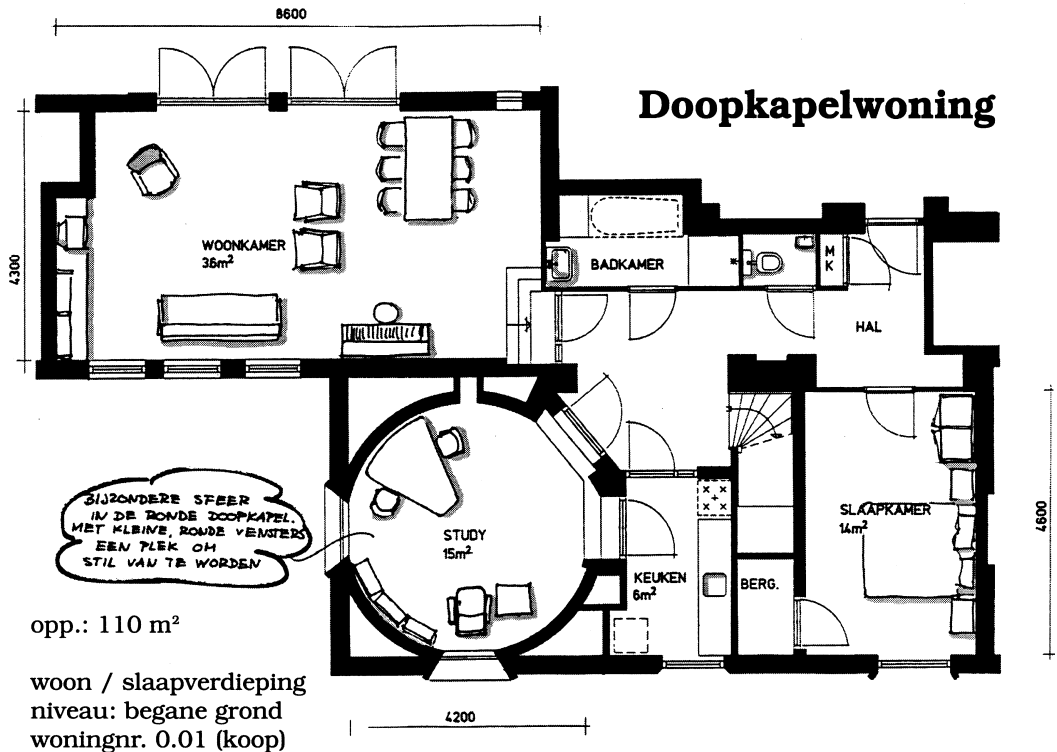 8600
Doopkapelwoning
4300
WOONKAMER
36m²
BADKAMER
M
K
HAL
BIJZONDERE SFEER
IN DE RONDE DOOPKAPEL.
MET KLEINE, RONDE VENSTERS
EEN PLEK OM
STIL VAN TE WORDEN
STUDY
15m²
KEUKEN
6m²
BERG.
SLAAPKAMER
14m²
4600
opp.: 110 m²
woon / slaapverdieping
niveau: begane grond
woningnr. 0.01 (koop)
4200